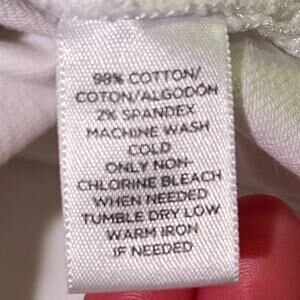 98% COTTON/
COTON/ALGODÓN
2% SPANDEX
MACHINE WASH
COLD
ONLY NON-
CHLORINE BLEACH
WHEN NEEDED
TUMBLE DRY LOW
WARM IRON
IF NEEDED